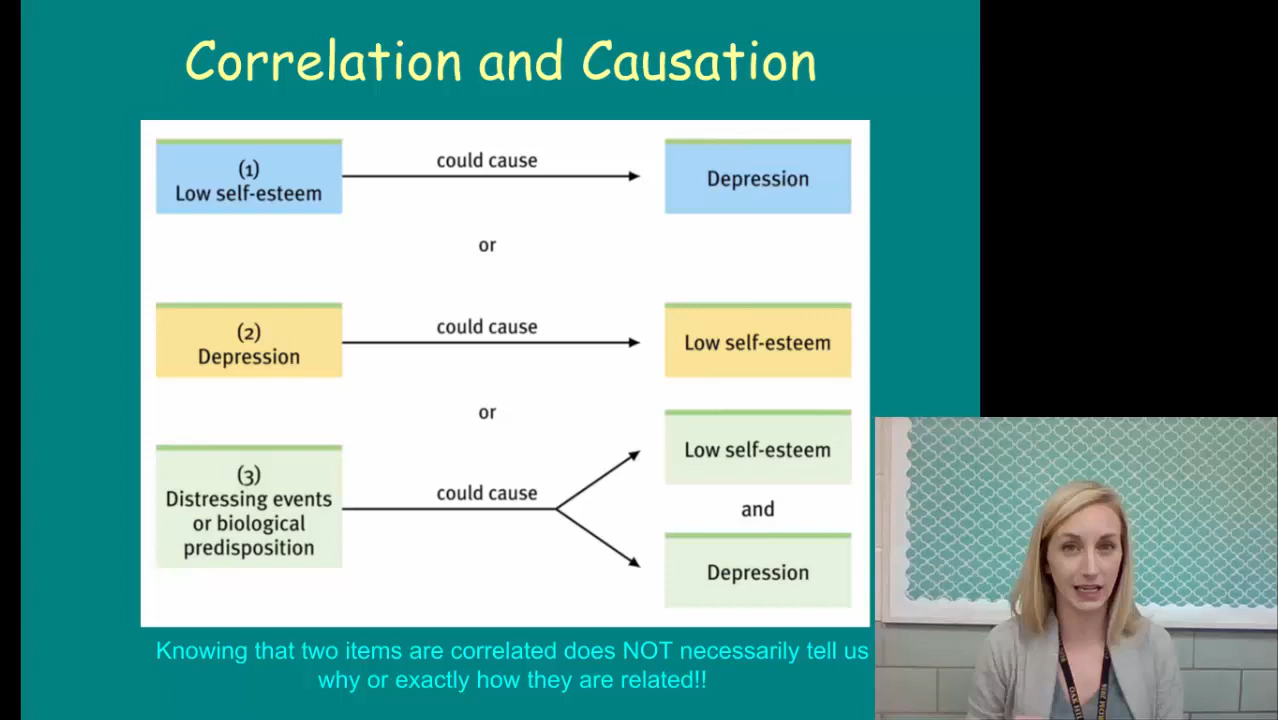 Correlation and Causation
(1)
Low self-esteem
could cause
Depression
or
(2)
Depression
could cause
Low self-esteem
or
(3)
Distressing events
or biological
predisposition
could cause
Low self-esteem
and
Depression
Knowing that two items are correlated does NOT necessarily tell us
why or exactly how they are related!!